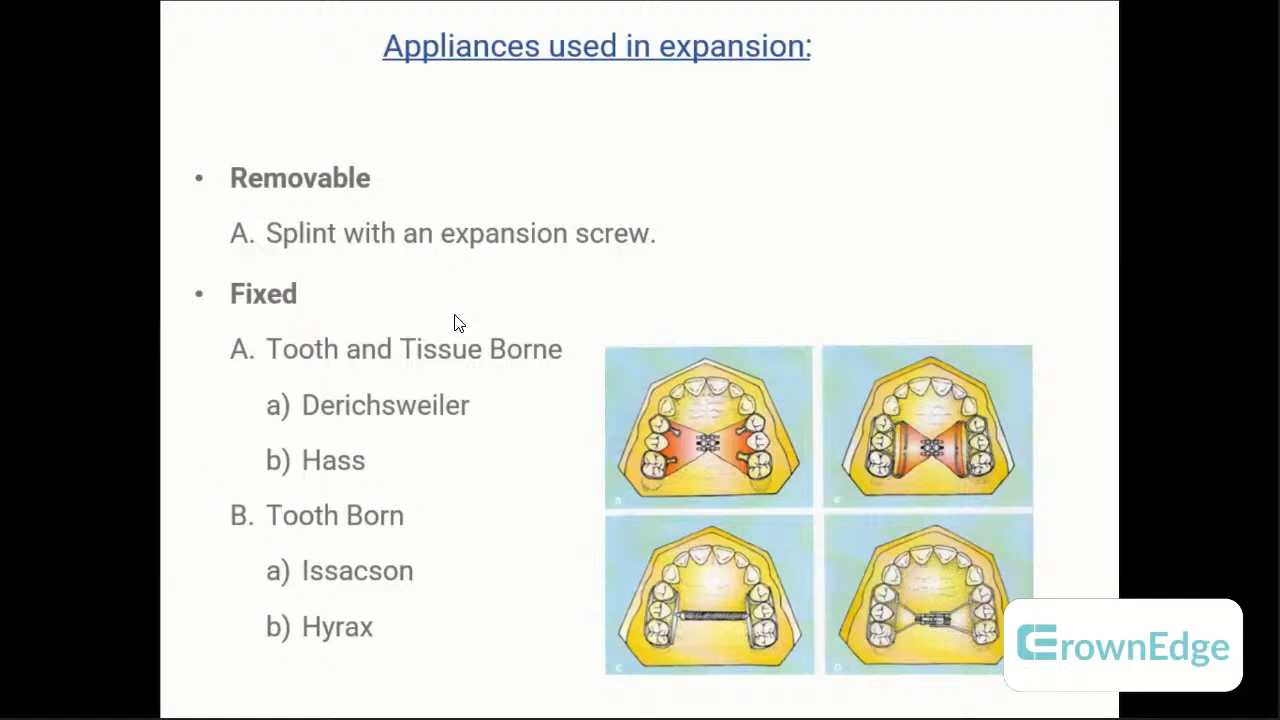 Appliances used in expansion:
• Removable
A. Splint with an expansion screw.
• Fixed
A. Tooth and Tissue Borne
a) Derichsweiler
b) Hass
B. Tooth Born
a) Issacson
b) Hyrax
A
B
C
D
CrownEdge